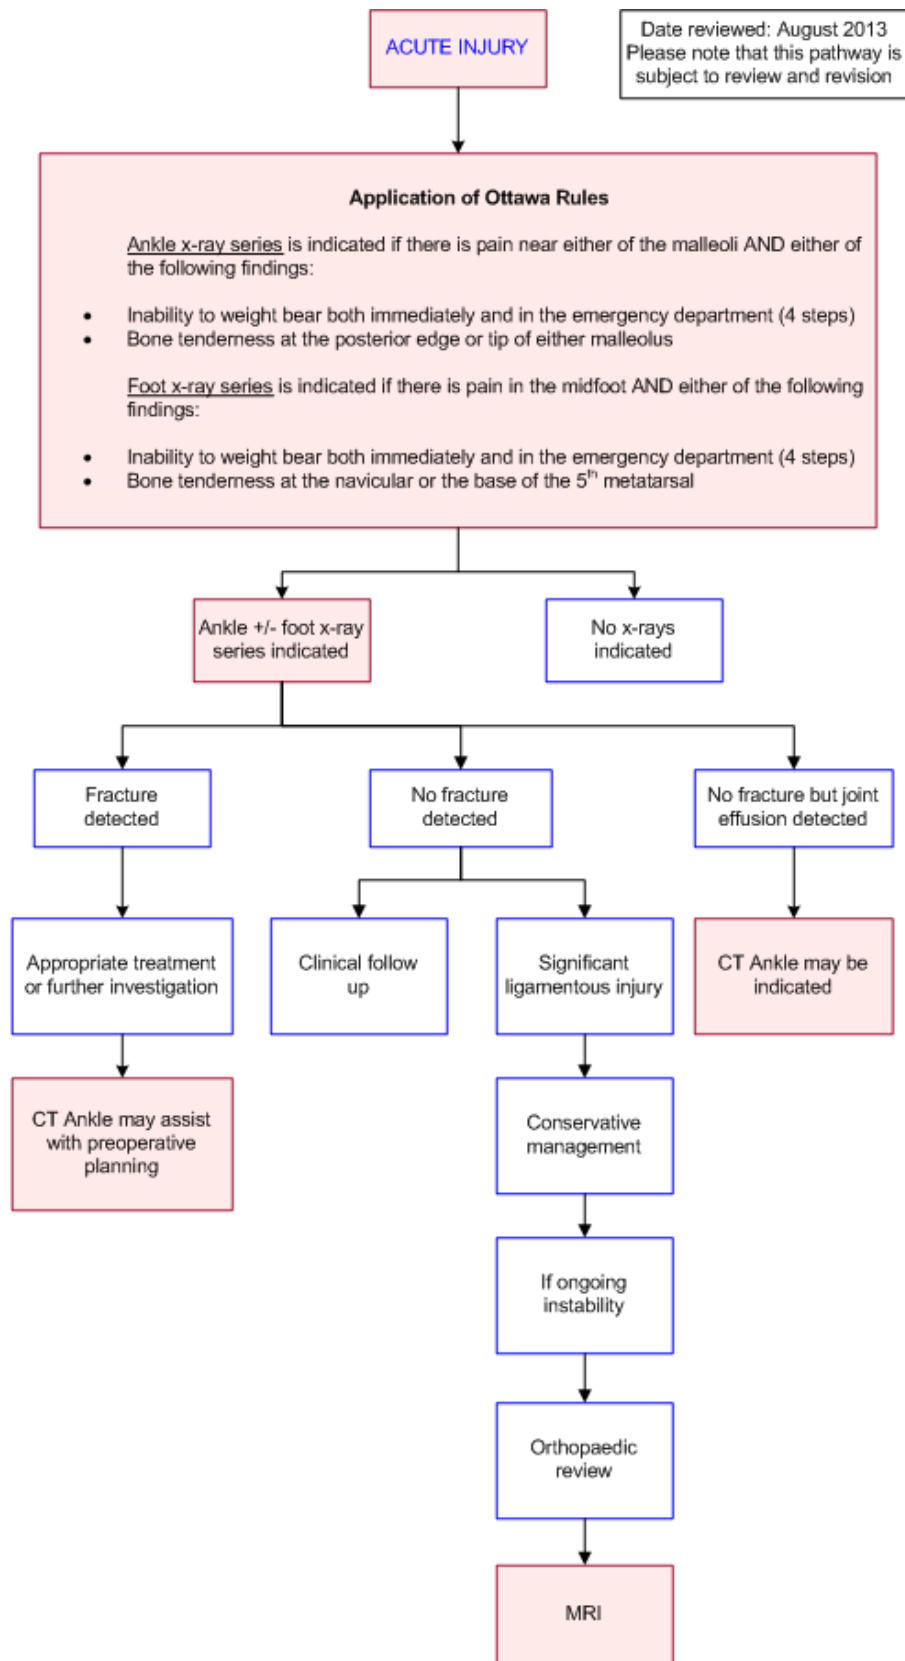 ACUTE INJURY
Date reviewed: August 2013
Please note that this pathway is
subject to review and revision
Application of Ottawa Rules
Ankle x-ray series is indicated if there is pain near either of the malleoli AND either of
the following findings:
• Inability to weight bear both immediately and in the emergency department (4 steps)
• Bone tenderness at the posterior edge or tip of either malleolus
Foot x-ray series is indicated if there is pain in the midfoot AND either of the following
findings:
• Inability to weight bear both immediately and in the emergency department (4 steps)
• Bone tenderness at the navicular or the base of the 5th metatarsal
Ankle +/- foot x-ray
series indicated
No x-rays
indicated
Fracture
detected
No fracture
detected
No fracture but joint
effusion detected
Appropriate treatment
or further investigation
Clinical follow
up
Significant
ligamentous injury
CT Ankle may be
indicated
CT Ankle may assist
with preoperative
planning
Conservative
management
If ongoing
instability
Orthopaedic
review
MRI